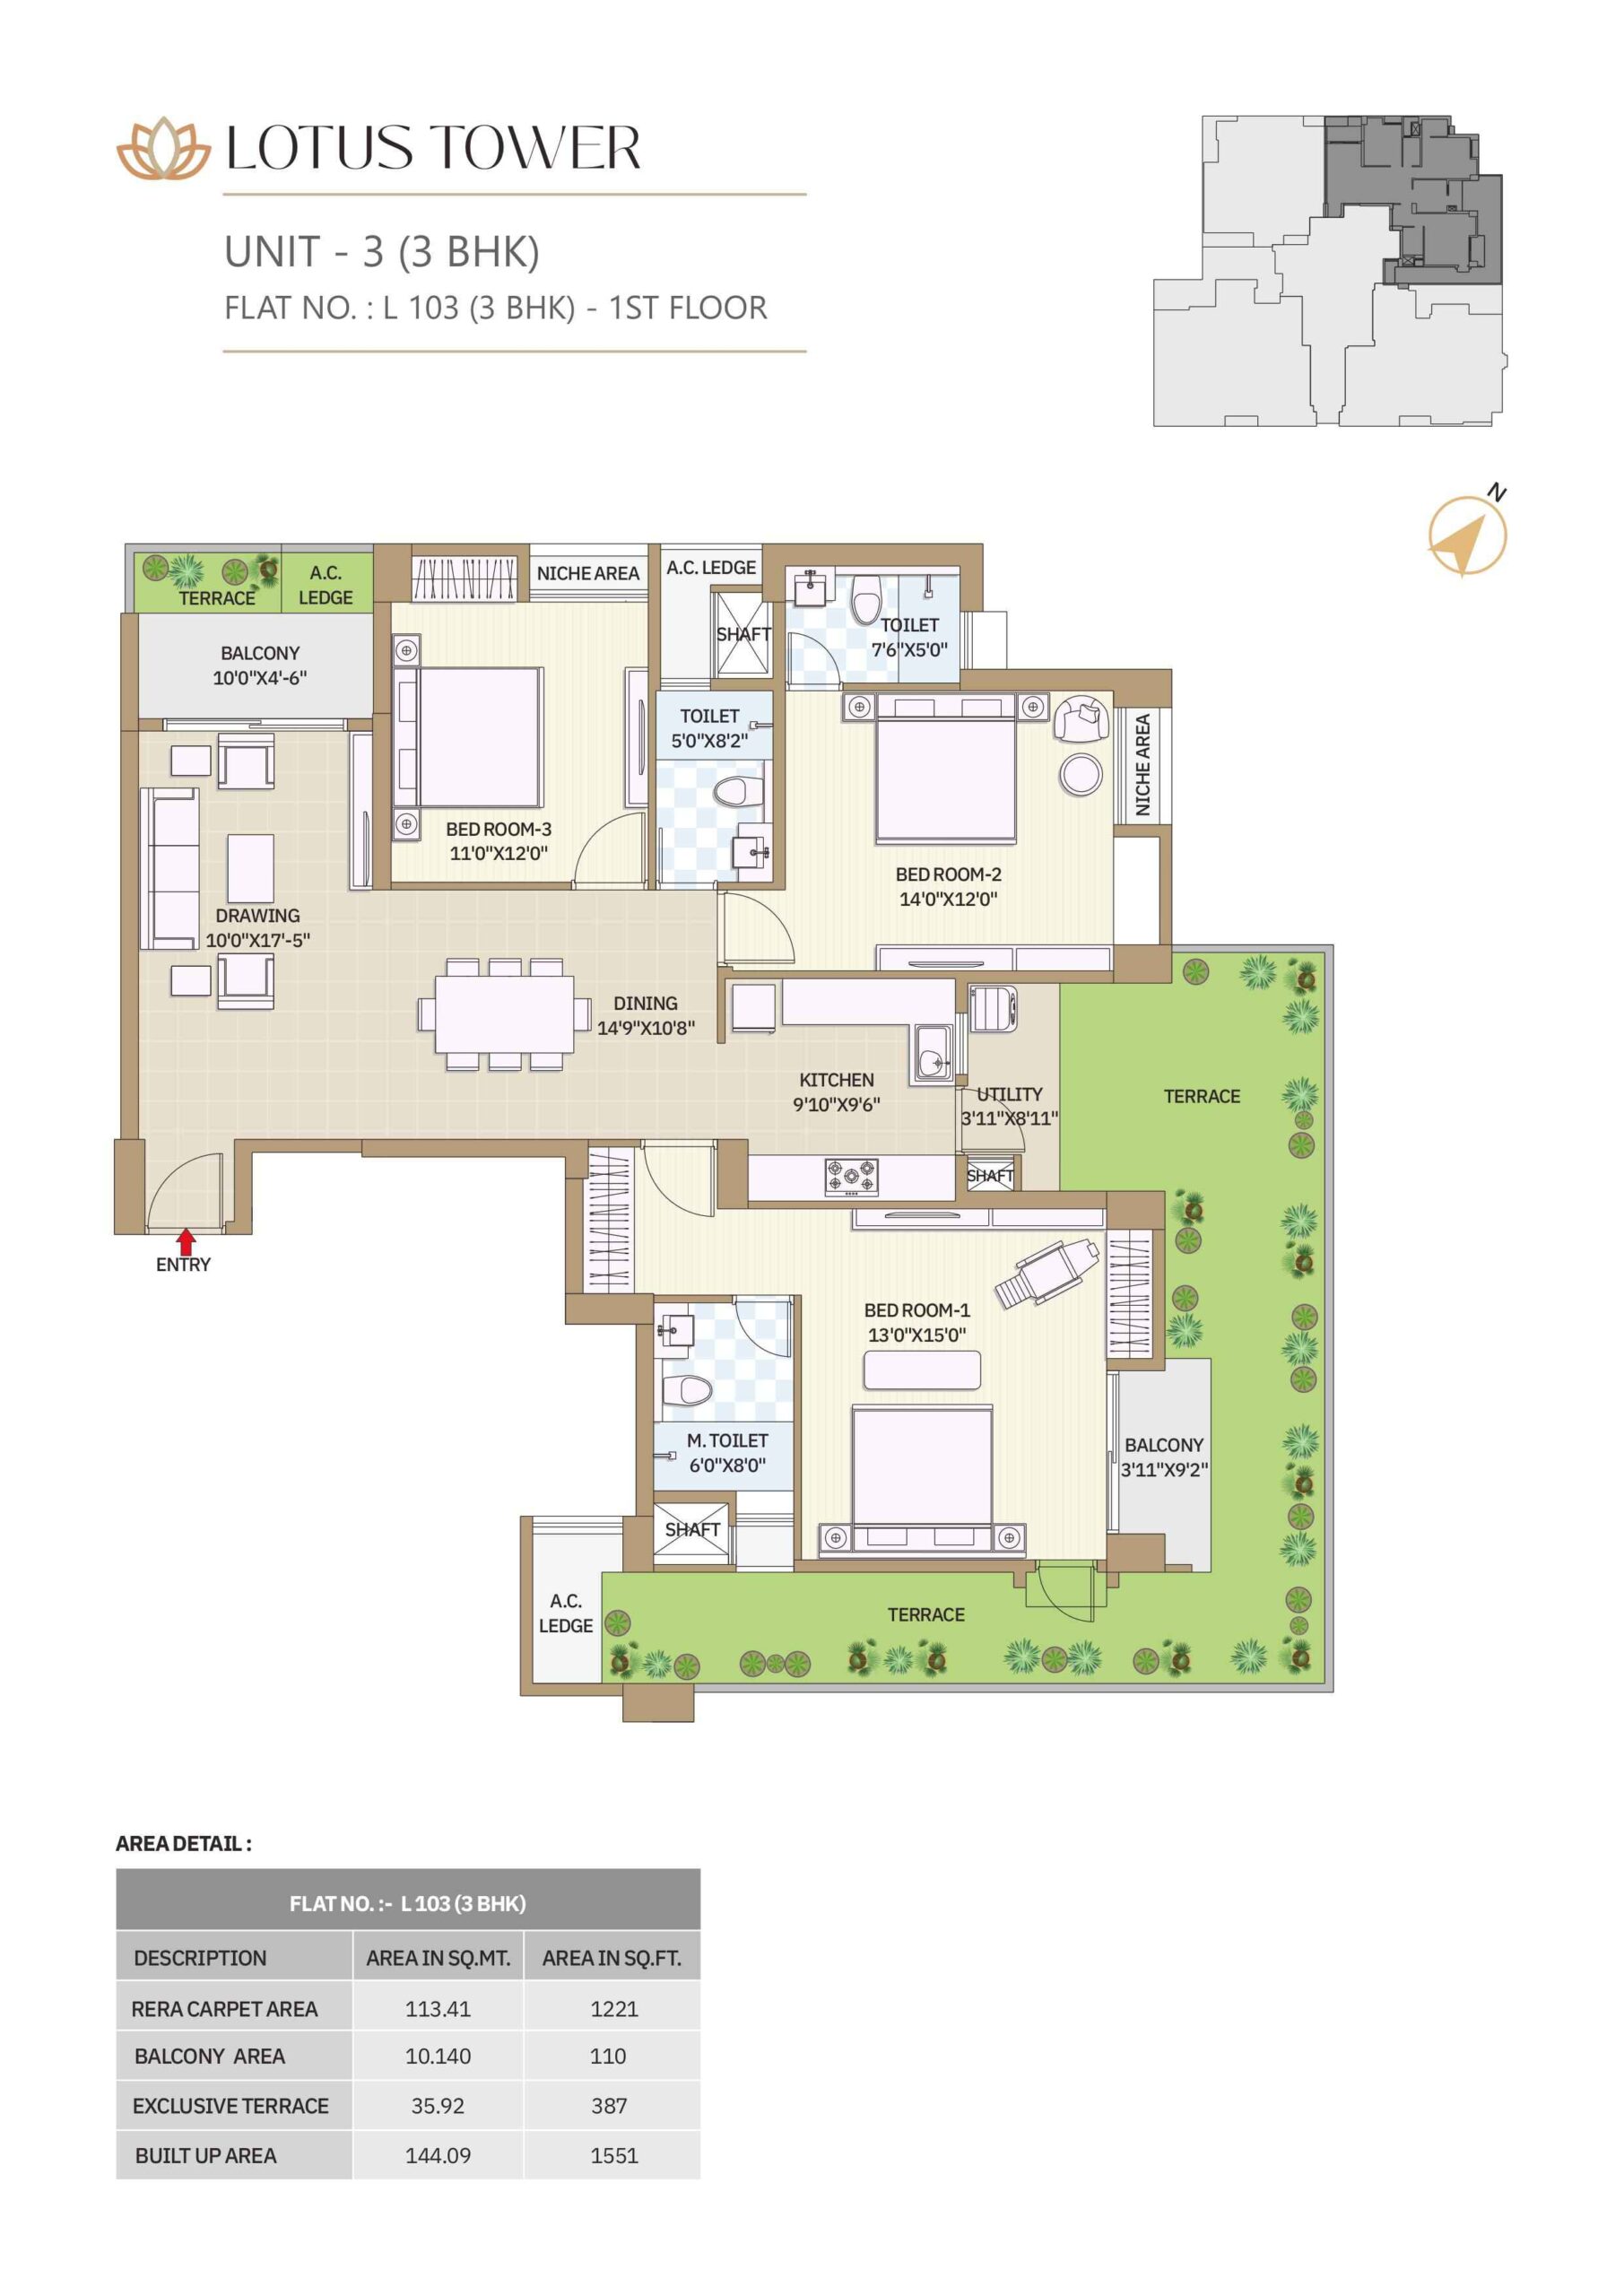 LOTUS TOWER
UNIT - 3 (3 BHK)
FLAT NO. : L 103 (3 BHK) - 1ST FLOOR
N
TERRACE
A.C.
LEDGE
NICHE AREA
A.C. LEDGE
SHAFT
TOILET
7'6"X5'0"
BALCONY
10'0"X4'-6"
TOILET
5'0"X8'2"
NICHE AREA
BED ROOM-3
11'0"X12'0"
BED ROOM-2
14'0"X12'0"
DRAWING
10'0"X17'-5"
DINING
14'9"X10'8"
KITCHEN
9'10"X9'6"
UTILITY
3'11"X8'11"
TERRACE
SHAFT
ENTRY
BED ROOM-1
13'0"X15'0"
M. TOILET
6'0"X8'0"
BALCONY
3'11"X9'2"
SHAFT
A.C.
LEDGE
TERRACE
AREA DETAIL :
FLAT NO. :- L 103 (3 BHK)
DESCRIPTION AREA IN SQ.MT. AREA IN SQ.FT.
RERA CARPET AREA 113.41 1221
BALCONY AREA 10.140 110
EXCLUSIVE TERRACE 35.92 387
BUILT UP AREA 144.09 1551